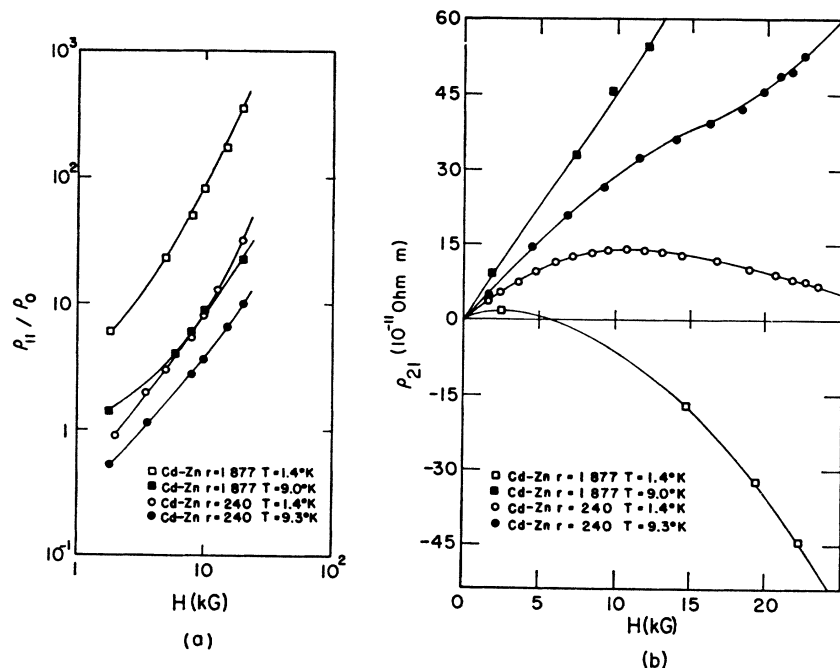 10³
10²
10
1
10⁻¹
ρ₁₁ / ρ₀
□ Cd-Zn r=1877 T=1.4°K
■ Cd-Zn r=1877 T=9.0°K
○ Cd-Zn r= 240 T=1.4°K
● Cd-Zn r= 240 T=9.3°K
1
10
10²
H(kG)
(a)
60
45
30
15
0
-15
-30
-45
ρ₂₁ (10⁻¹¹ Ohm m)
□ Cd-Zn r = 1877 T=1.4°K
■ Cd-Zn r = 1877 T=9.0°K
○ Cd-Zn r = 240 T=1.4°K
● Cd-Zn r = 240 T=9.3°K
0
5
10
15
20
H(kG)
(b)